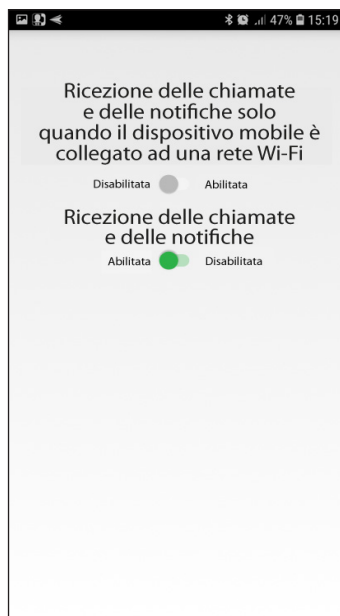 47% 15:19
Ricezione delle chiamate
e delle notifiche solo
quando il dispositivo mobile è
collegato ad una rete Wi-Fi
Disabilitata Abilitata
Ricezione delle chiamate
e delle notifiche
Abilitata Disabilitata